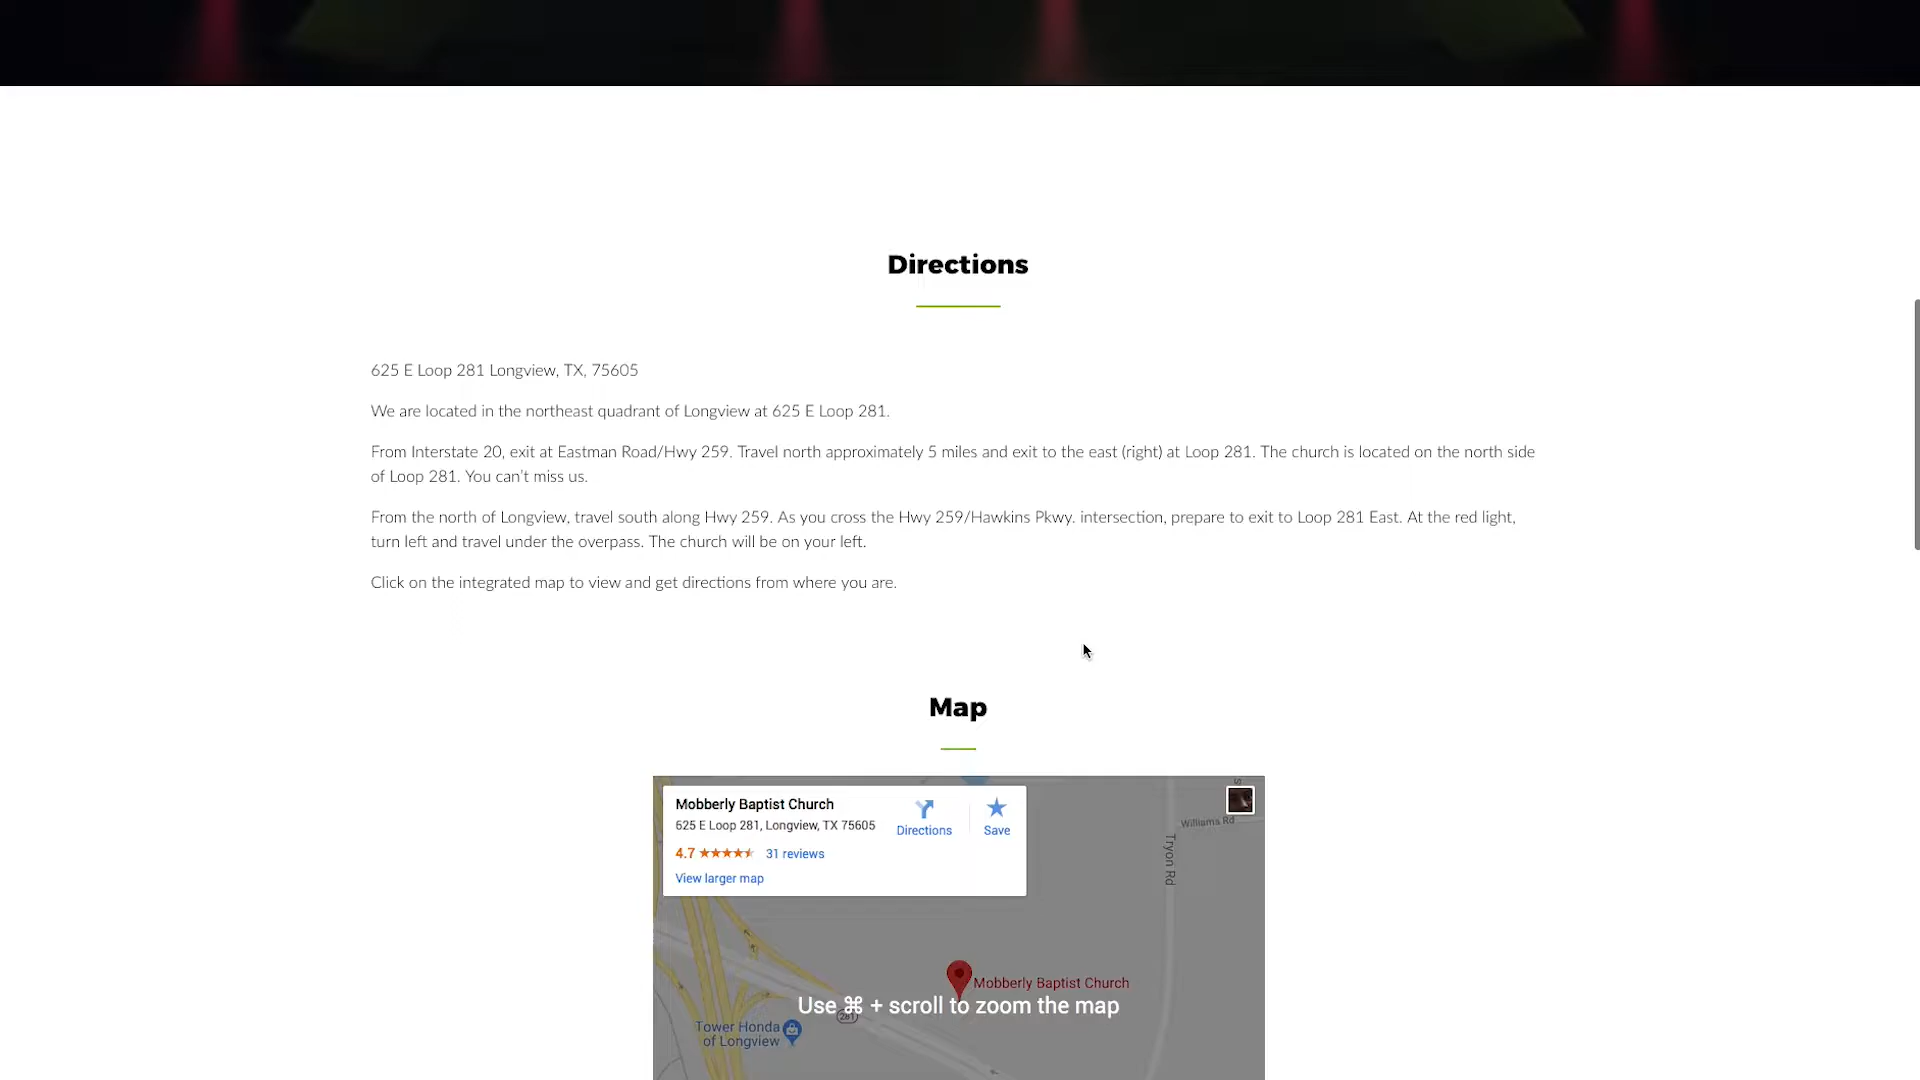 Directions
625 E Loop 281 Longview, TX, 75605
We are located in the northeast quadrant of Longview at 625 E Loop 281.
From Interstate 20, exit at Eastman Road/Hwy 259. Travel north approximately 5 miles and exit to the east (right) at Loop 281. The church is located on the north side
of Loop 281. You can't miss us.
From the north of Longview, travel south along Hwy 259. As you cross the Hwy 259/Hawkins Pkwy. intersection, prepare to exit to Loop 281 East. At the red light,
turn left and travel under the overpass. The church will be on your left.
Click on the integrated map to view and get directions from where you are.
Map
Mobberly Baptist Church
625 E Loop 281, Longview, TX 75605
4.7 ★★★★★ 31 reviews
View larger map
Directions
Save
Williams Rd
Tryon Rd
Mobberly Baptist Church
Use ⌘ + scroll to zoom the map
281
Tower Honda
of Longview